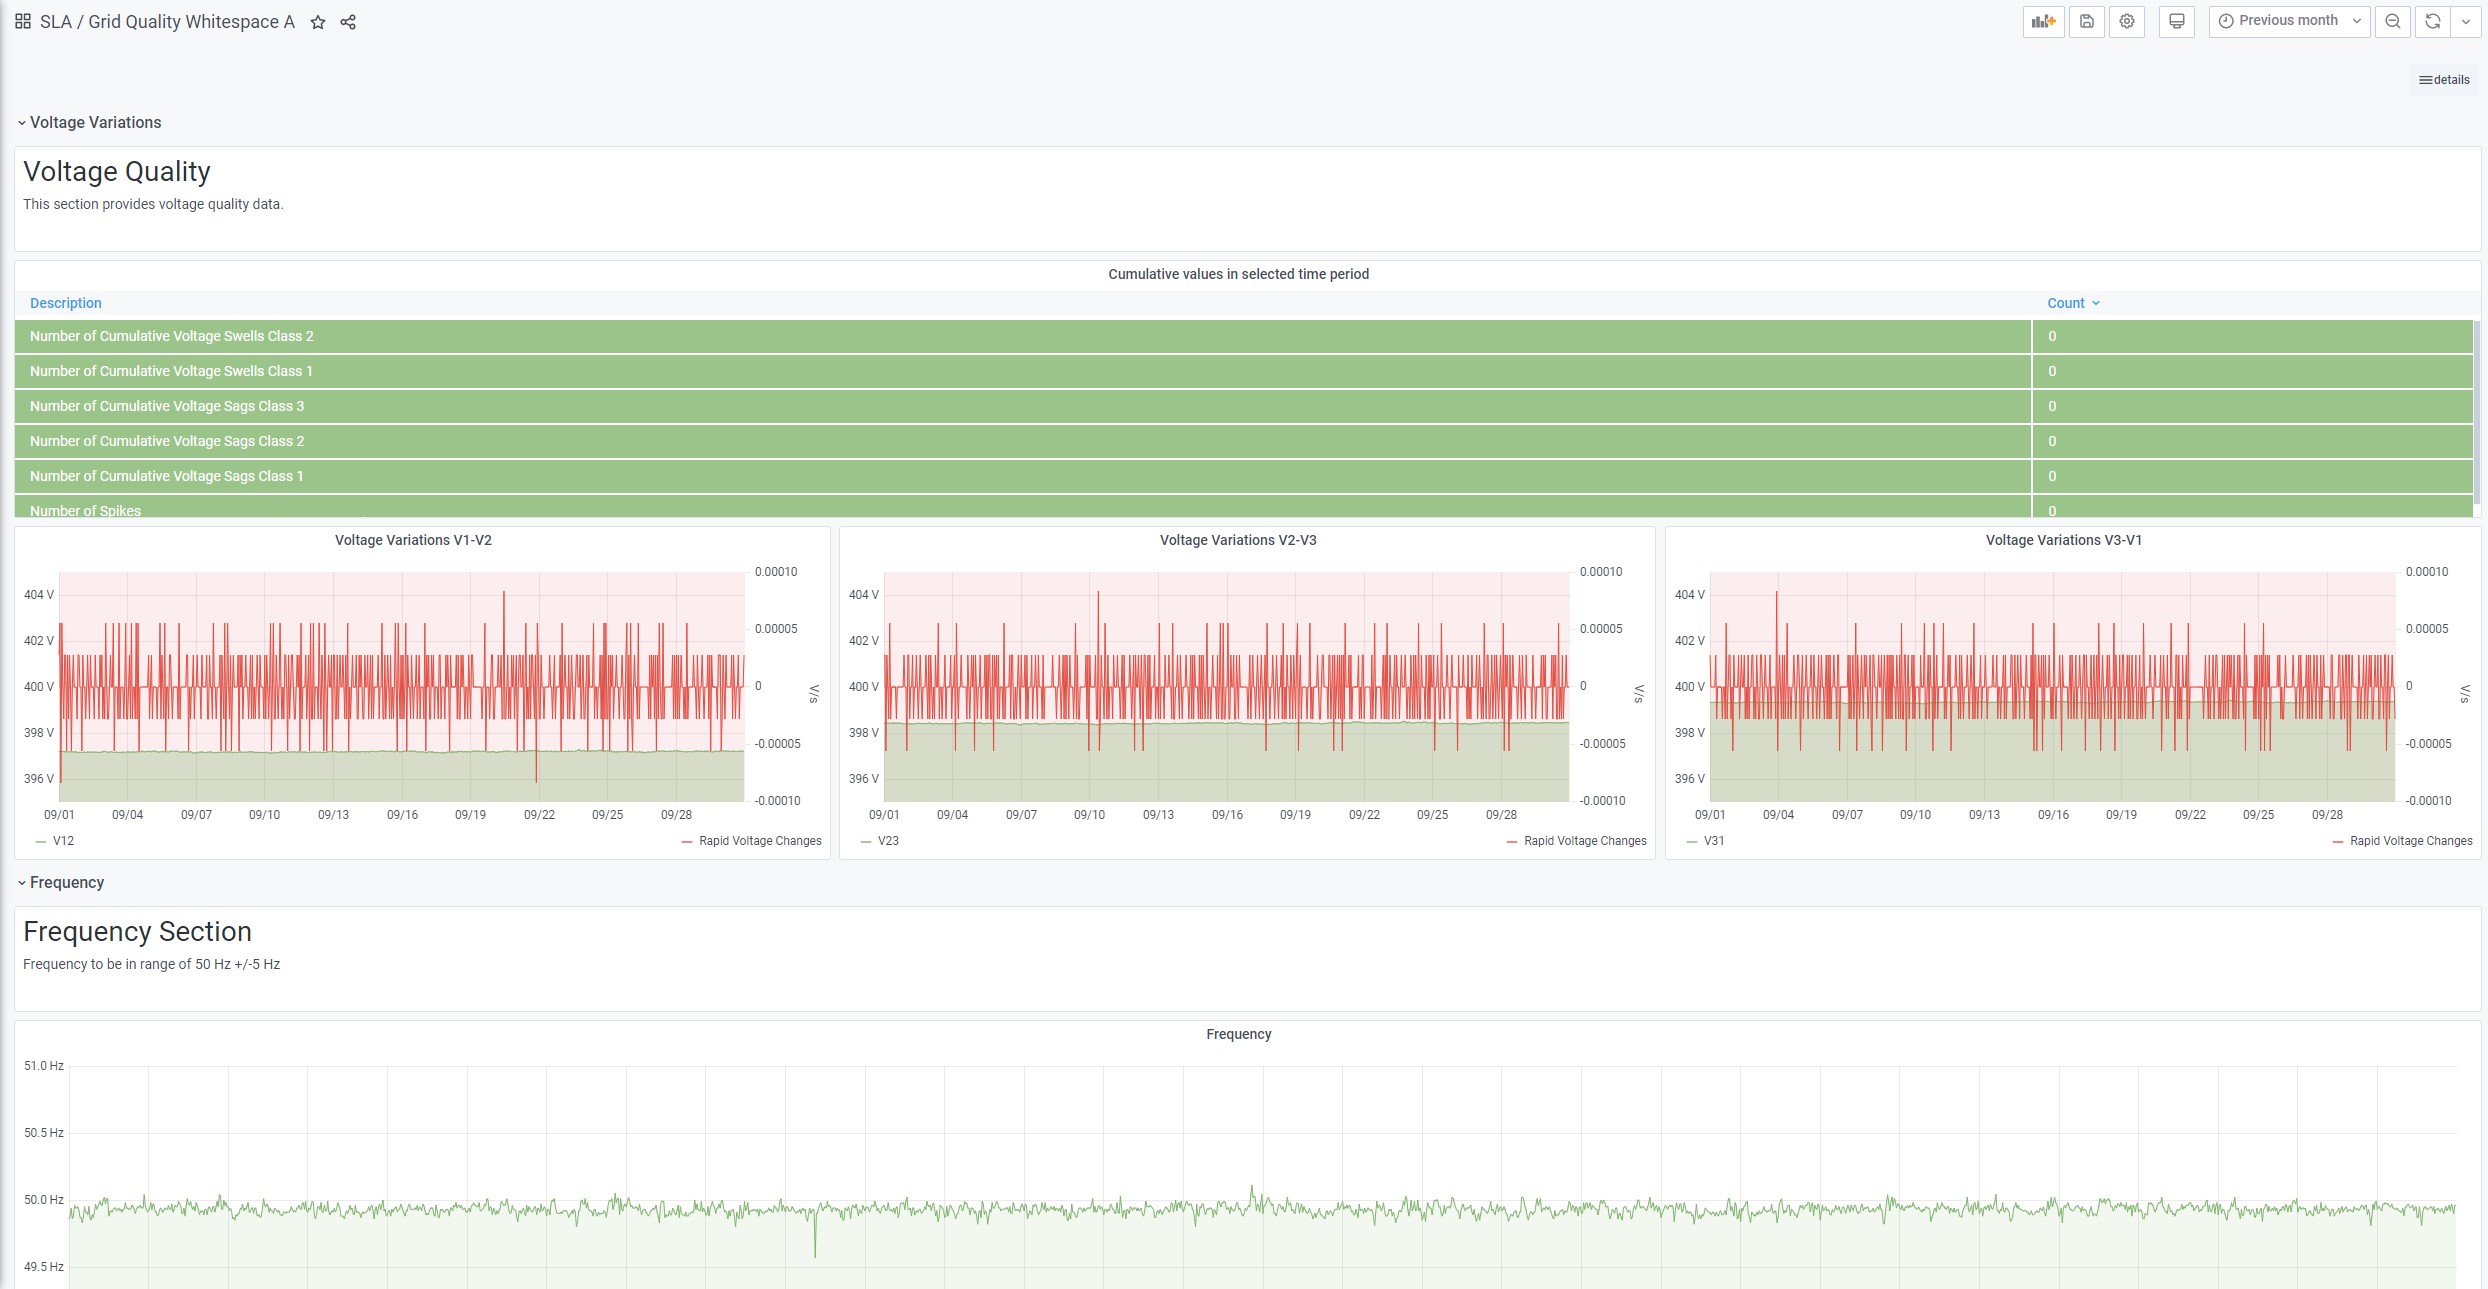 SLA / Grid Quality Whitespace A
Previous month
details
Voltage Variations
Voltage Quality
This section provides voltage quality data.
Cumulative values in selected time period
Description Count
Number of Cumulative Voltage Swells Class 2 0
Number of Cumulative Voltage Swells Class 1 0
Number of Cumulative Voltage Sags Class 3 0
Number of Cumulative Voltage Sags Class 2 0
Number of Cumulative Voltage Sags Class 1 0
Number of Spikes 0
Voltage Variations V1-V2
404 V
402 V
400 V
398 V
396 V
0.00010
0.00005
0
-0.00005
-0.00010
V/s
09/01 09/04 09/07 09/10 09/13 09/16 09/19 09/22 09/25 09/28
V12 Rapid Voltage Changes
Voltage Variations V2-V3
404 V
402 V
400 V
398 V
396 V
0.00010
0.00005
0
-0.00005
-0.00010
V/s
09/01 09/04 09/07 09/10 09/13 09/16 09/19 09/22 09/25 09/28
V23 Rapid Voltage Changes
Voltage Variations V3-V1
404 V
402 V
400 V
398 V
396 V
0.00010
0.00005
0
-0.00005
-0.00010
V/s
09/01 09/04 09/07 09/10 09/13 09/16 09/19 09/22 09/25 09/28
V31 Rapid Voltage Changes
Frequency
Frequency Section
Frequency to be in range of 50 Hz +/-5 Hz
Frequency
51.0 Hz
50.5 Hz
50.0 Hz
49.5 Hz